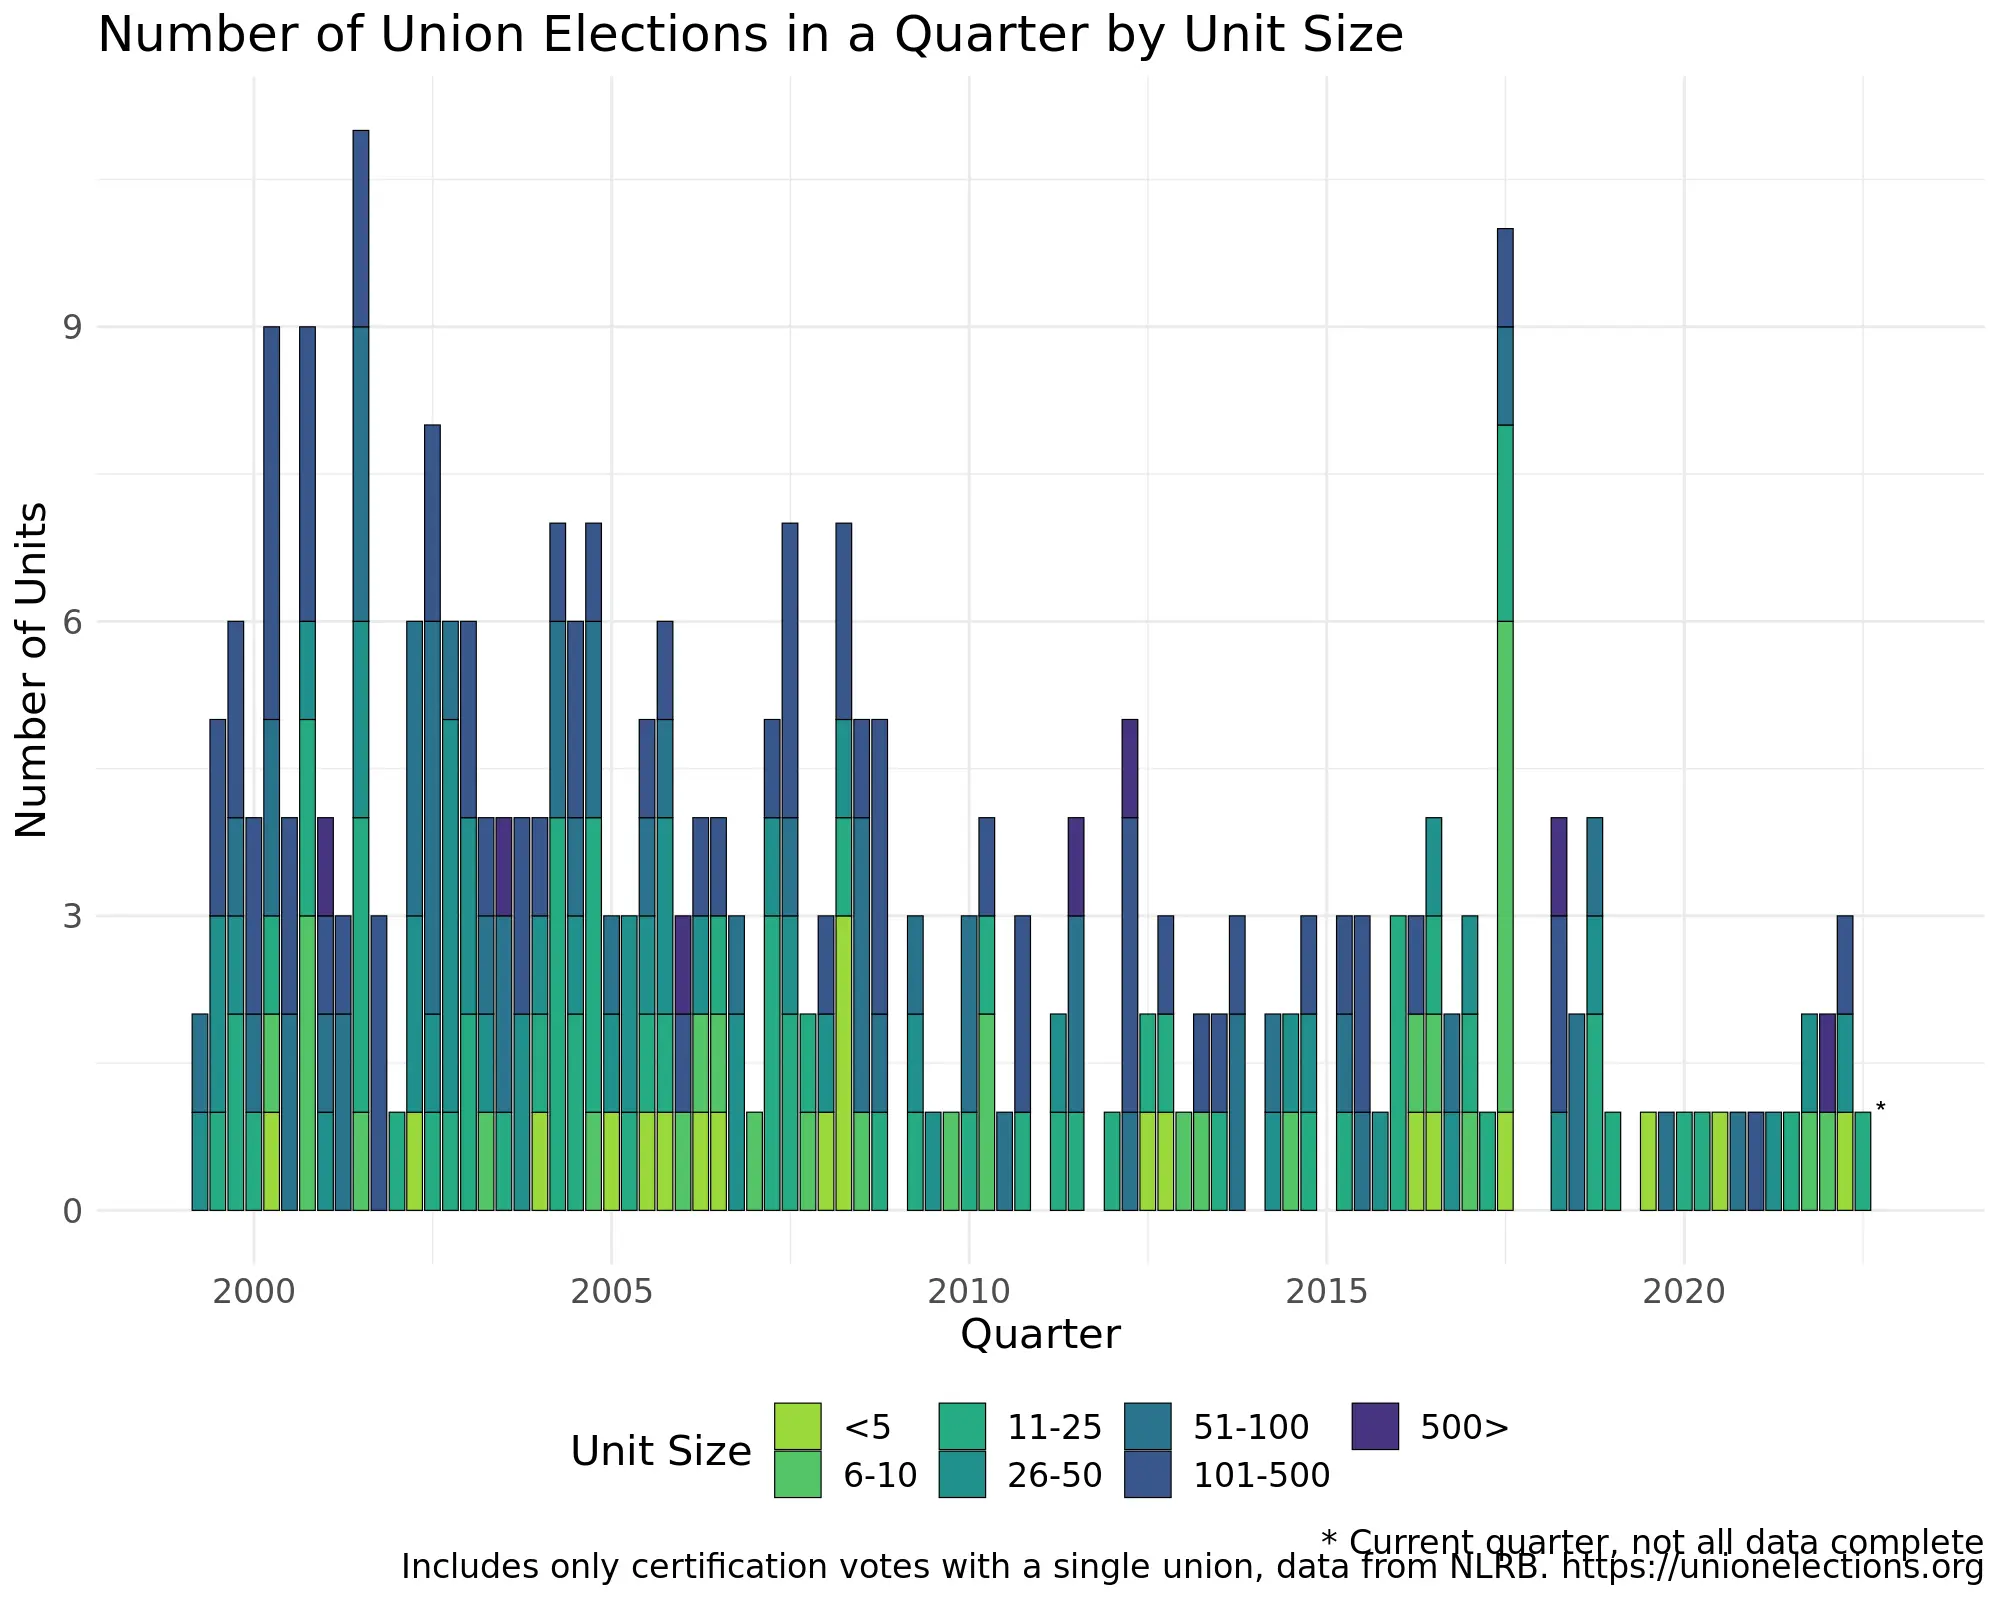 Number of Union Elections in a Quarter by Unit Size
Number of Units
9
6
3
0
*
2000 2005 2010 2015 2020
Quarter
Unit Size
<5 11-25 51-100 500>
6-10 26-50 101-500
* Current quarter, not all data complete
Includes only certification votes with a single union, data from NLRB. https://unionelections.org